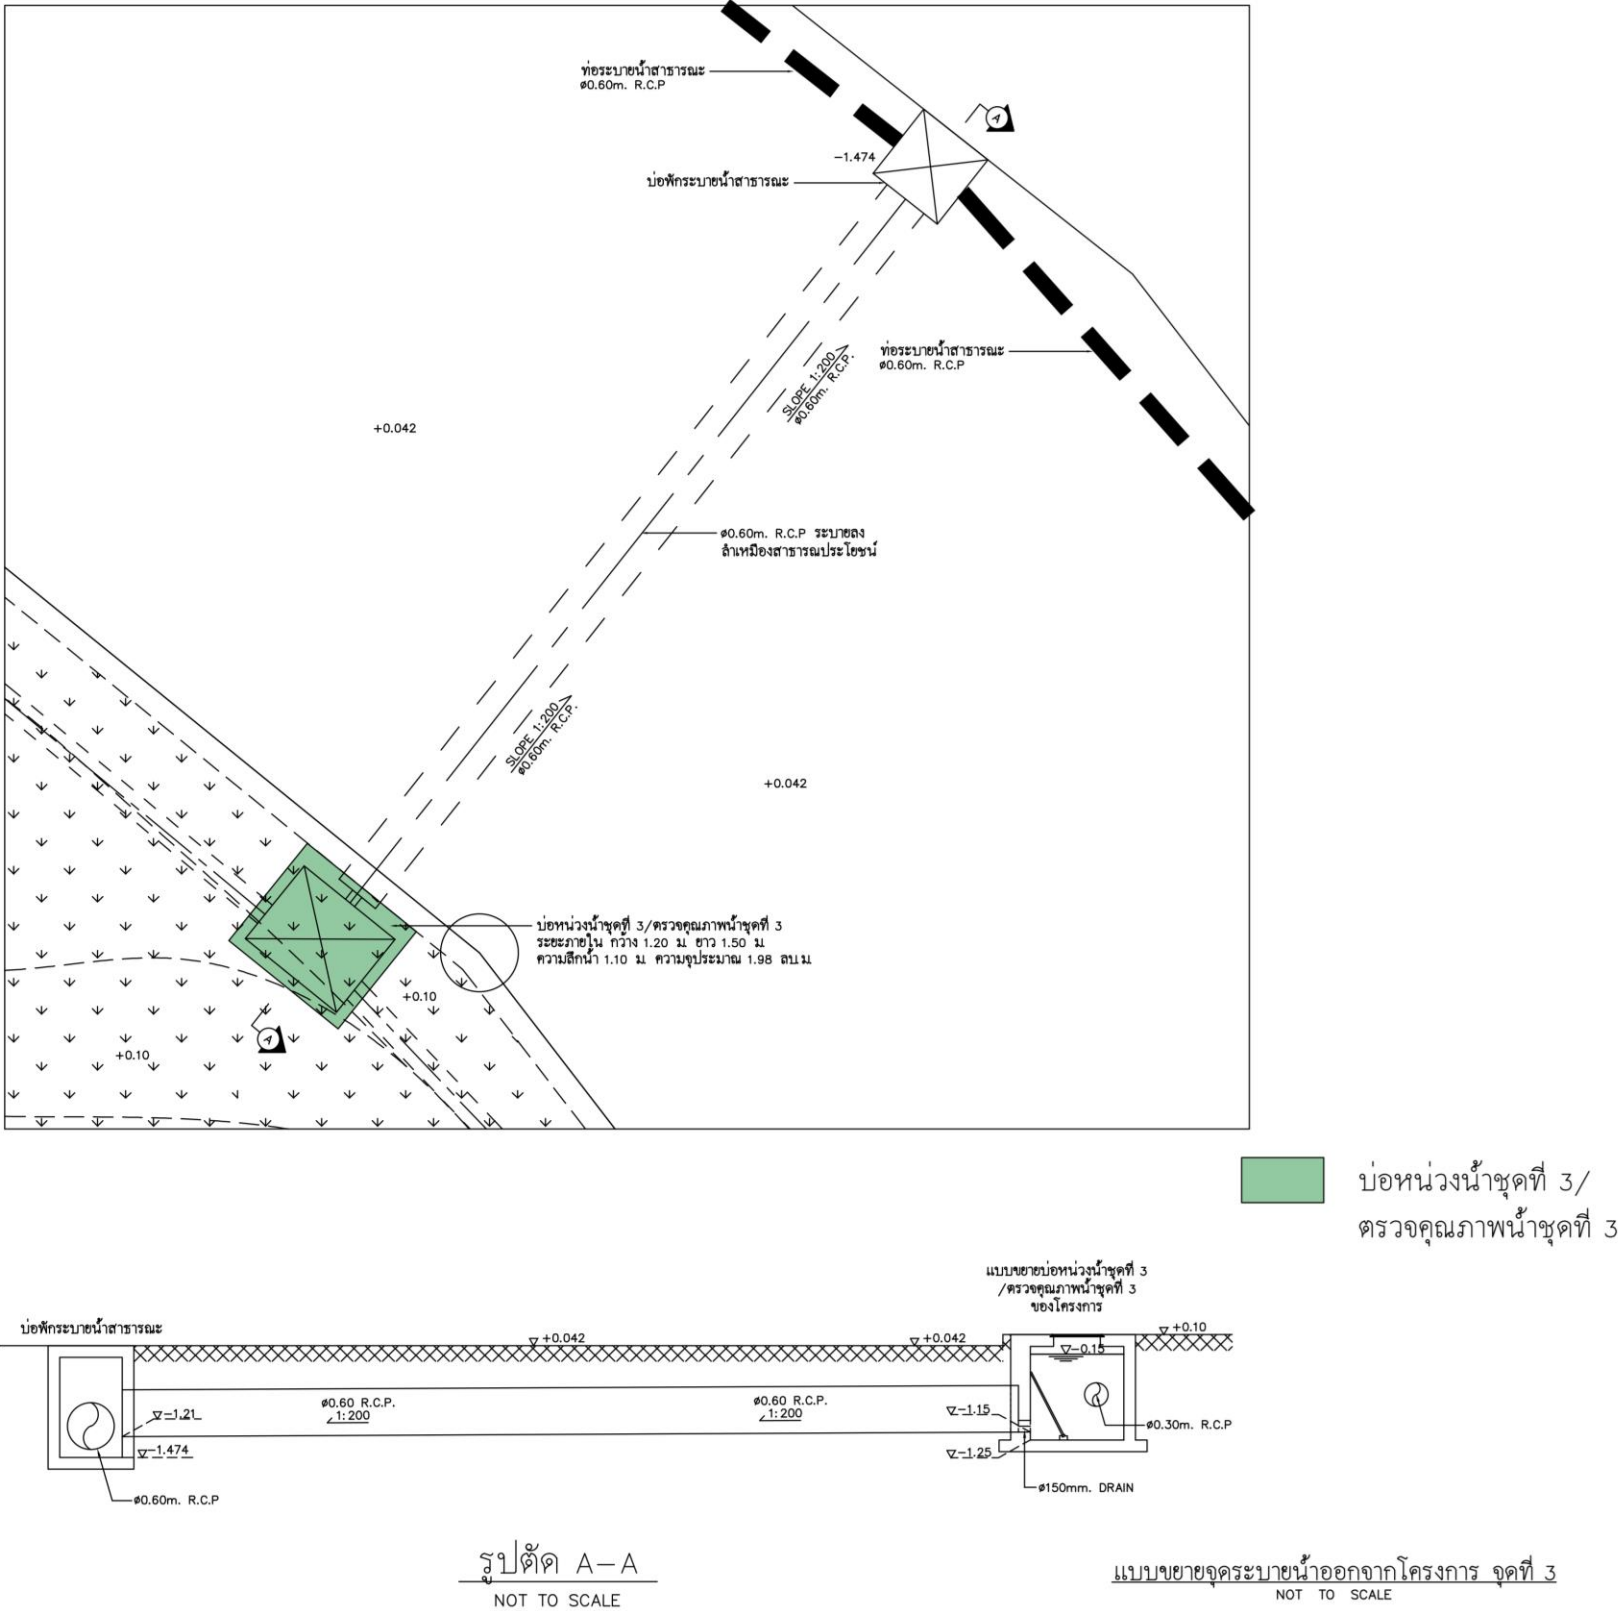 ท่อระบายน้ำสาธารณะ
ø0.60m. R.C.P
A
-1.474
บ่อพักระบายน้ำสาธารณะ
SLOPE 1:200
ø0.60m. R.C.P.
ท่อระบายน้ำสาธารณะ
ø0.60m. R.C.P
+0.042
ø0.60m. R.C.P ระบายลง
ลำเหมืองสาธารณประโยชน์
SLOPE 1:200
ø0.60m. R.C.P.
+0.042
บ่อหน่วงน้ำชุดที่ 3/ตรวจคุณภาพน้ำชุดที่ 3
ระยะภายใน กว้าง 1.20 ม. ยาว 1.50 ม.
ความลึกน้ำ 1.10 ม. ความจุประมาณ 1.98 ลบ.ม.
+0.10
A
+0.10
บ่อหน่วงน้ำชุดที่ 3/
ตรวจคุณภาพน้ำชุดที่ 3
แบบขยายบ่อหน่วงน้ำชุดที่ 3
/ตรวจคุณภาพน้ำชุดที่ 3
ของโครงการ
บ่อพักระบายน้ำสาธารณะ
+0.042
+0.042
+0.10
-0.15
ø0.60 R.C.P.
1:200
ø0.60 R.C.P.
1:200
-1.21
-1.15
ø0.30m. R.C.P
-1.474
-1.25
ø0.60m. R.C.P
ø150mm. DRAIN
รูปตัด A-A
NOT TO SCALE
แบบขยายจุดระบายน้ำออกจากโครงการ จุดที่ 3
NOT TO SCALE